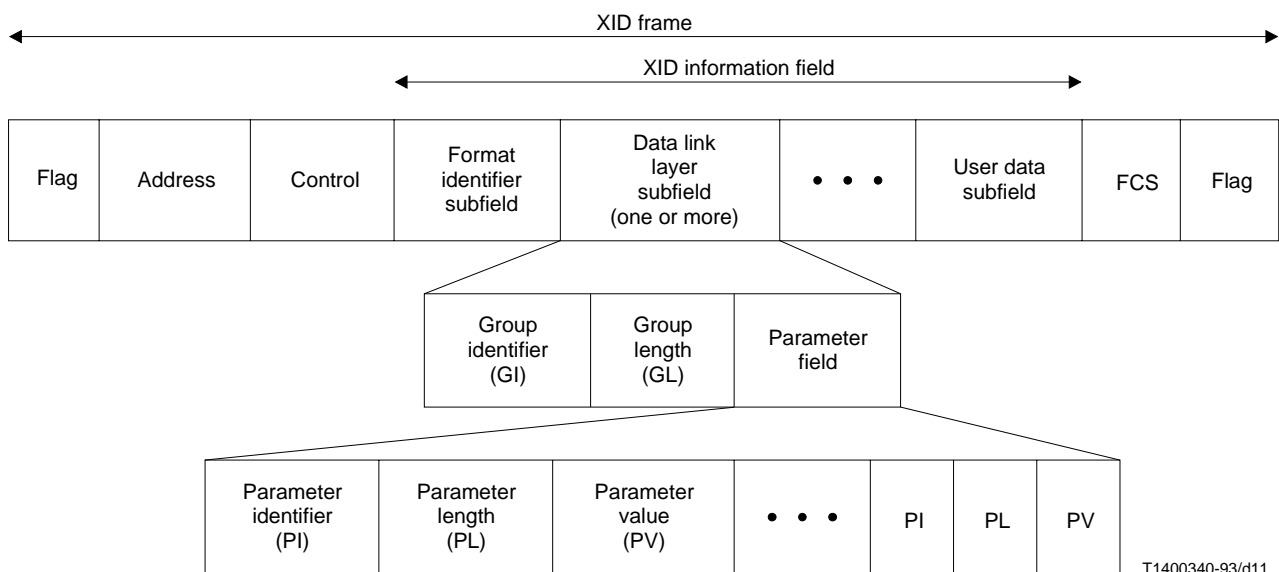 XID frame
XID information field
Flag
Address
Control
Format
identifier
subfield
Data link
layer
subfield
(one or more)
• • •
User data
subfield
FCS
Flag
Group
identifier
(GI)
Group
length
(GL)
Parameter
field
Parameter
identifier
(PI)
Parameter
length
(PL)
Parameter
value
(PV)
• • •
PI
PL
PV
T1400340-93/d11